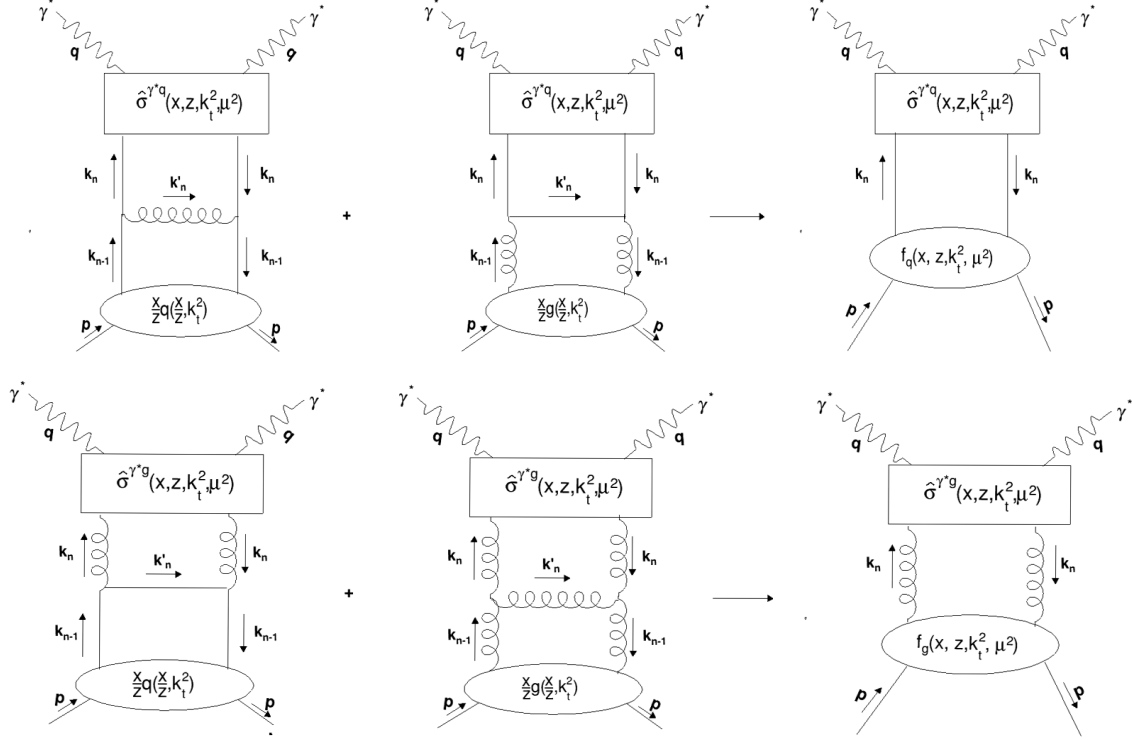 γ* γ* γ* γ* γ* γ*
q q q q q q
σ̂^{γ*q}(x,z,k_t^2,μ^2) σ̂^{γ*q}(x,z,k_t^2,μ^2) σ̂^{γ*q}(x,z,k_t^2,μ^2)
k_n k_n k_n k_n k_n k_n
k'_n k'_n
+
k_{n-1} k_{n-1} k_{n-1} k_{n-1}
f_q(x, z,k_t^2, μ^2)
x/z q(x/z,k_t^2) x/z g(x/z,k_t^2)
p p p p p p
γ* γ* γ* γ* γ* γ*
q q q q q q
σ̂^{γ*g}(x,z,k_t^2,μ^2) σ̂^{γ*g}(x,z,k_t^2,μ^2) σ̂^{γ*g}(x,z,k_t^2,μ^2)
k_n k_n k_n k_n k_n k_n
k'_n k'_n
+
k_{n-1} k_{n-1} k_{n-1} k_{n-1}
f_g(x, z,k_t^2, μ^2)
x/z q(x/z,k_t^2) x/z g(x/z,k_t^2)
p p p p p p